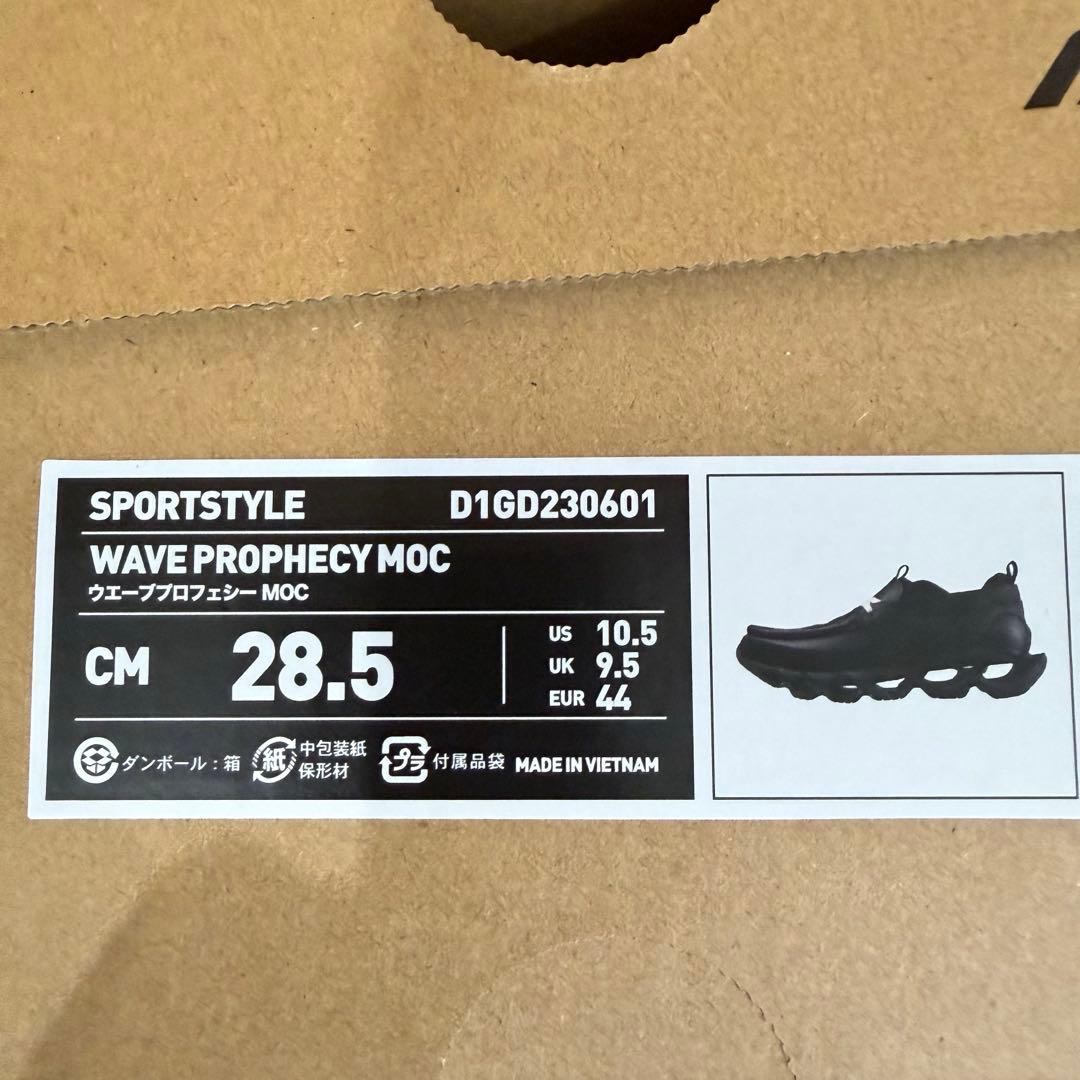 SPORTSTYLE D1GD230601
WAVE PROPHECY MOC
ウエーブプロフェシー MOC
CM 28.5
US 10.5
UK 9.5
EUR 44
ダンボール：箱
紙 中包装紙
保形材
プラ 付属品袋
MADE IN VIETNAM